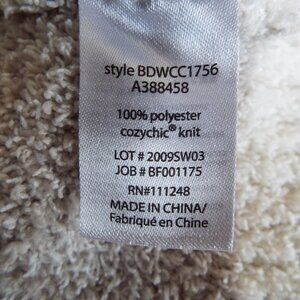 style BDWCC1756
A388458
100% polyester
cozychic® knit
LOT # 2009SW03
JOB # BF001175
RN#111248
MADE IN CHINA/
Fabriqué en Chine